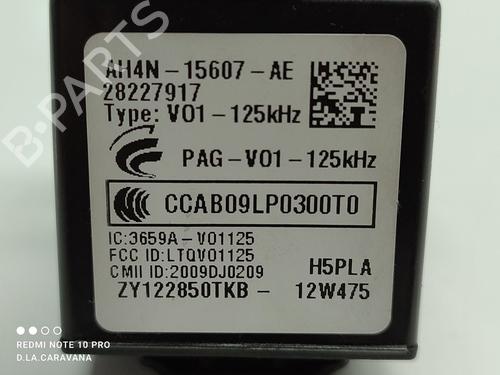 AH4N-15607-AE
28227917
Type: V01-125kHz
PAG-V01-125kHz
CCAB09LP0300T0
IC:3659A-V01125
FCC ID:LTQV01125
CMII ID:2009DJ0209
H5PLA
ZY122850TKB - 12W475
B-PARTS
REDMI NOTE 10 PRO
D.LA.CARAVANA